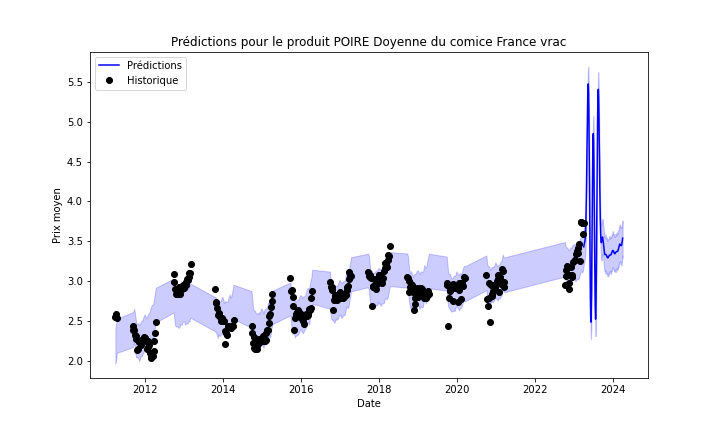 Prédictions pour le produit POIRE Doyenne du comice France vrac
Prédictions
Historique
Prix moyen
5.5
5.0
4.5
4.0
3.5
3.0
2.5
2.0
2012 2014 2016 2018 2020 2022 2024
Date